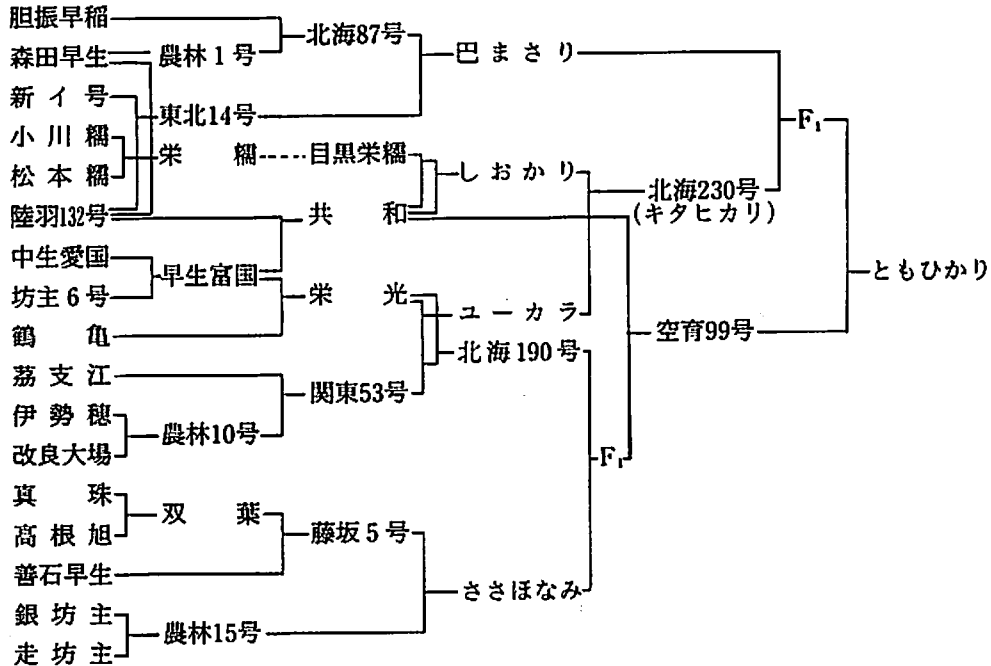 胆振早稲
北海87号
森田早生
農林1号
巴まさり
新イ号
東北14号
F₁
小川糯
栄糯
目黒栄糯
しおかり
松本糯
北海230号
(キタヒカリ)
陸羽132号
共和
中生愛国
早生富国
ともひかり
坊主6号
栄光
ユーカラ
鶴亀
空育99号
北海190号
茘支江
関東53号
伊勢穂
農林10号
改良大場
F₁
真珠
双葉
高根旭
藤坂5号
善石早生
ささほなみ
銀坊主
農林15号
走坊主